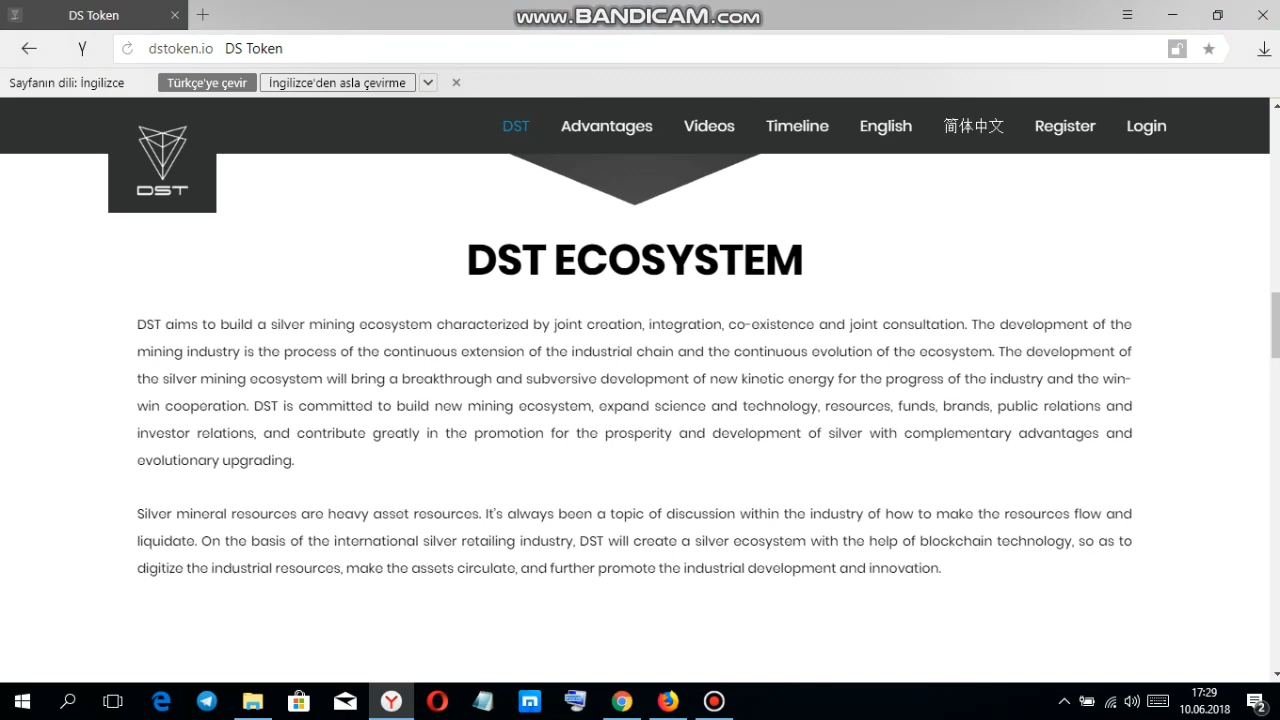 DS Token
www.BANDICAM.com
dstoken.io DS Token
Sayfanın dili: İngilizce Türkçe'ye çevir İngilizce'den asla çevirme
DST Advantages Videos Timeline English 简体中文 Register Login
DST
DST ECOSYSTEM
DST aims to build a silver mining ecosystem characterized by joint creation, integration, co-existence and joint consultation. The development of the
mining industry is the process of the continuous extension of the industrial chain and the continuous evolution of the ecosystem. The development of
the silver mining ecosystem will bring a breakthrough and subversive development of new kinetic energy for the progress of the industry and the win-
win cooperation. DST is committed to build new mining ecosystem, expand science and technology, resources, funds, brands, public relations and
investor relations, and contribute greatly in the promotion for the prosperity and development of silver with complementary advantages and
evolutionary upgrading.
Silver mineral resources are heavy asset resources. It's always been a topic of discussion within the industry of how to make the resources flow and
liquidate. On the basis of the international silver retailing industry, DST will create a silver ecosystem with the help of blockchain technology, so as to
digitize the industrial resources, make the assets circulate, and further promote the industrial development and innovation.
17:29
10.06.2018
2